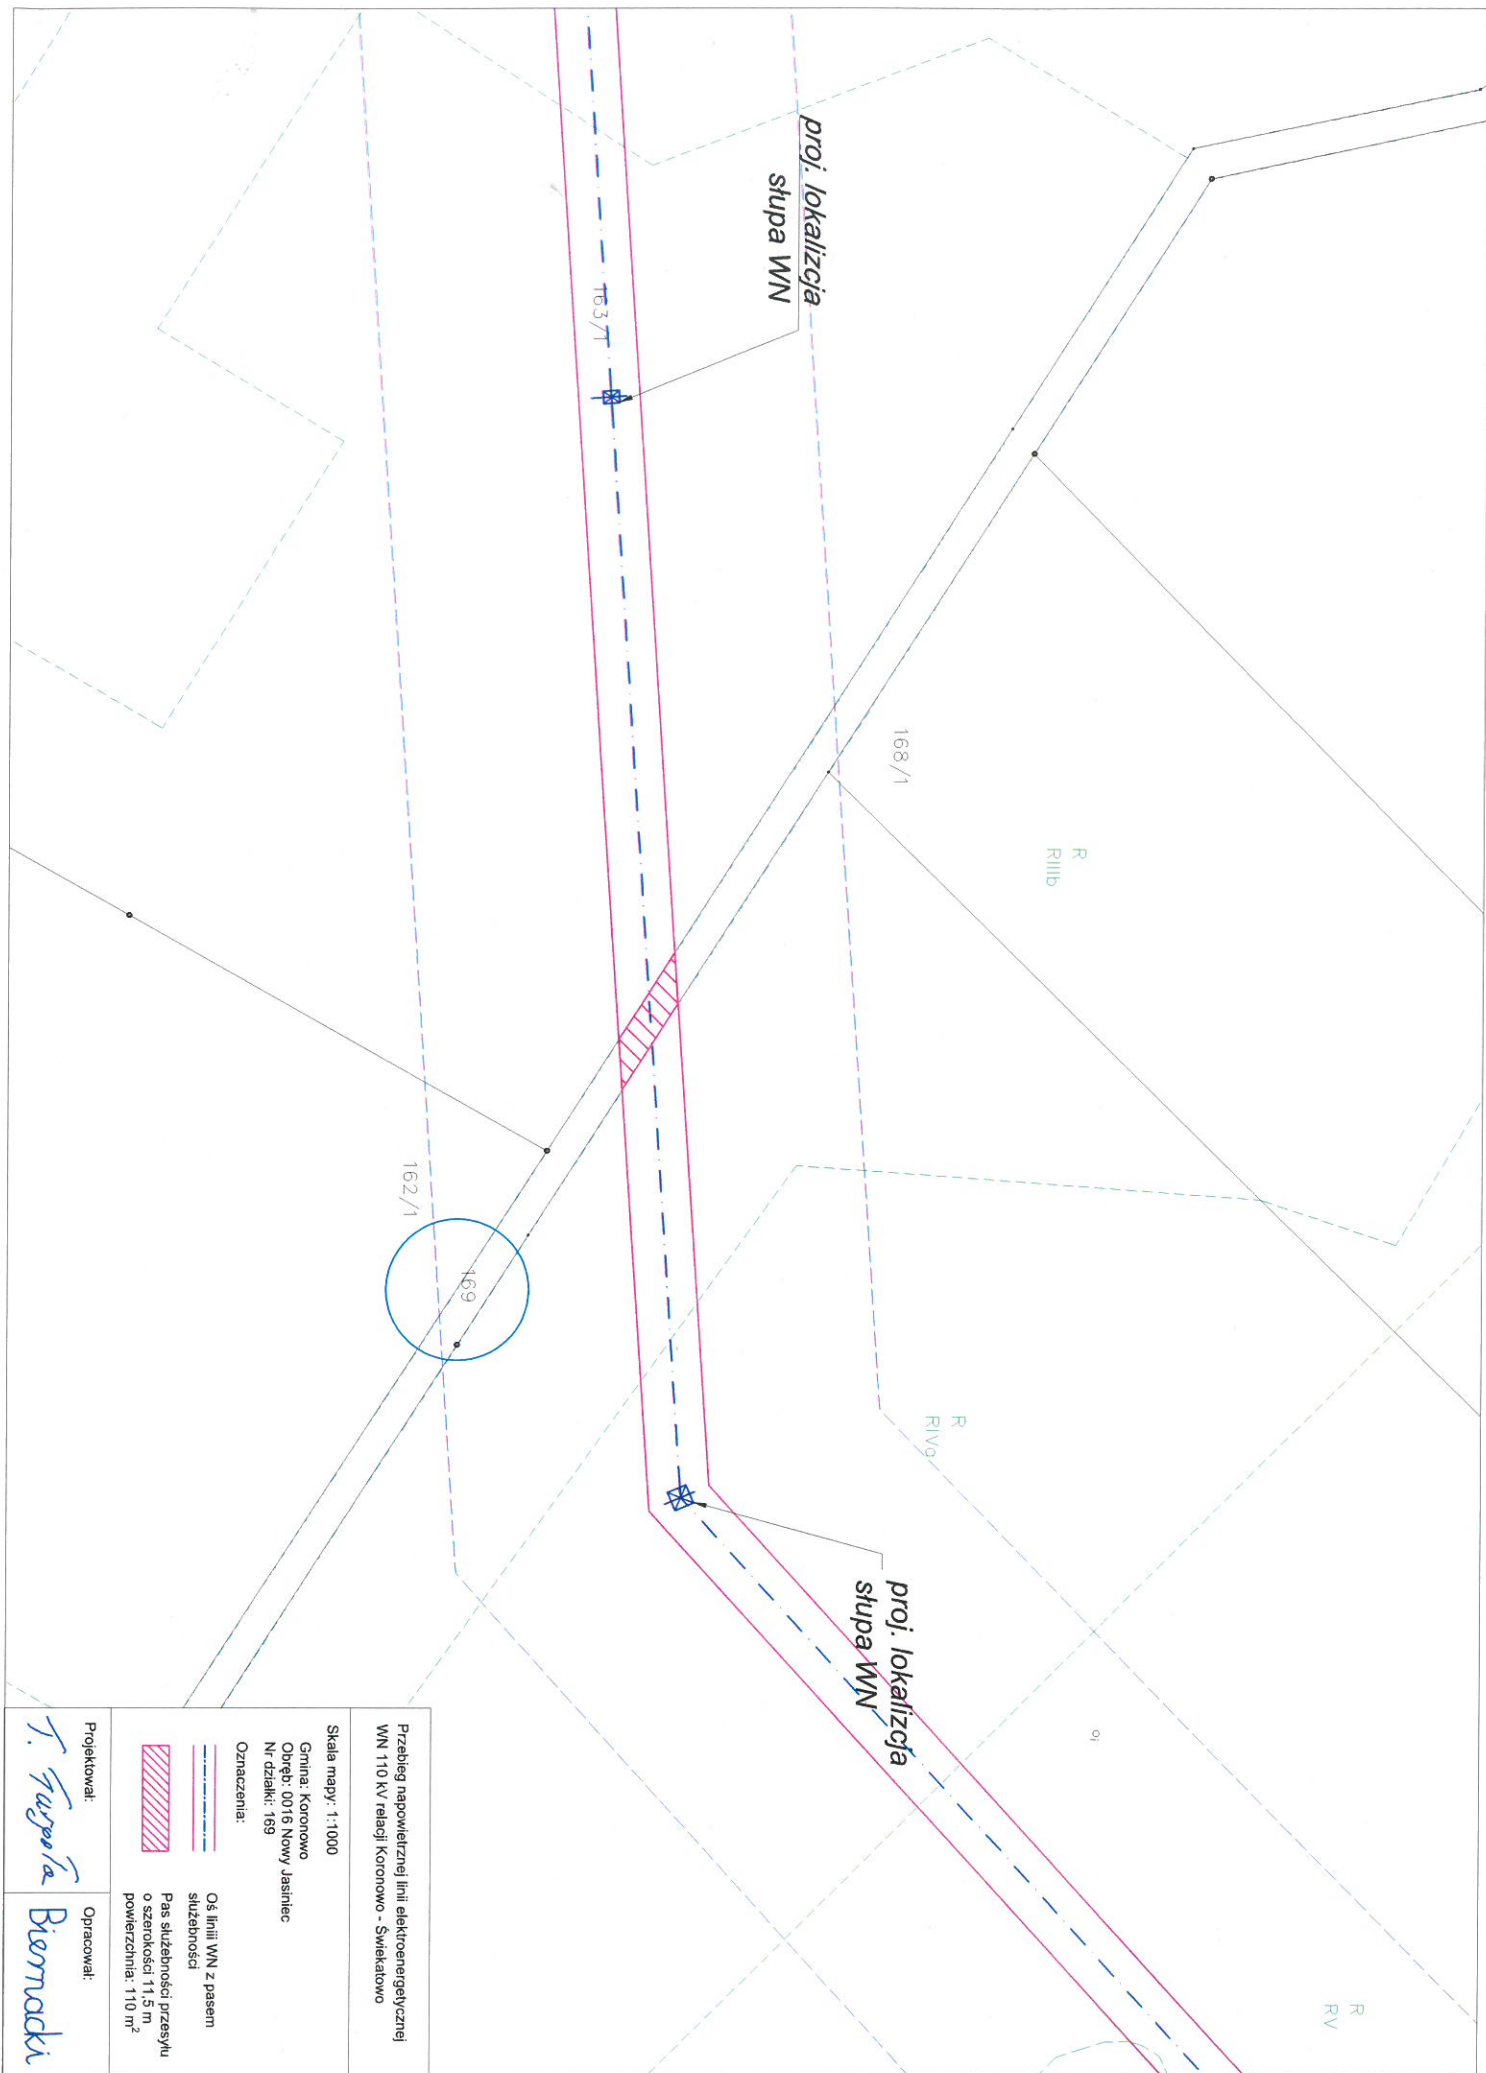 proj. lokalizcja
słupa WN
163/1
168/1
R
RIIIb
162/1
169
R
RIVa
proj. lokalizcja
słupa WN
R
RV
Przebieg napowietrznej linii elektroenergetycznej
WN 110 kV relacji Koronowo - Świekatowo
Skala mapy: 1:1000
Gmina: Koronowo
Obręb: 0016 Nowy Jasiniec
Nr działki: 169
Oznaczenia:
Oś linii WN z pasem
służebności
Pas służebności przesyłu
o szerokości 11,5 m
powierzchnia: 110 m²
Projektował:
T.
Opracował:
Biernacki